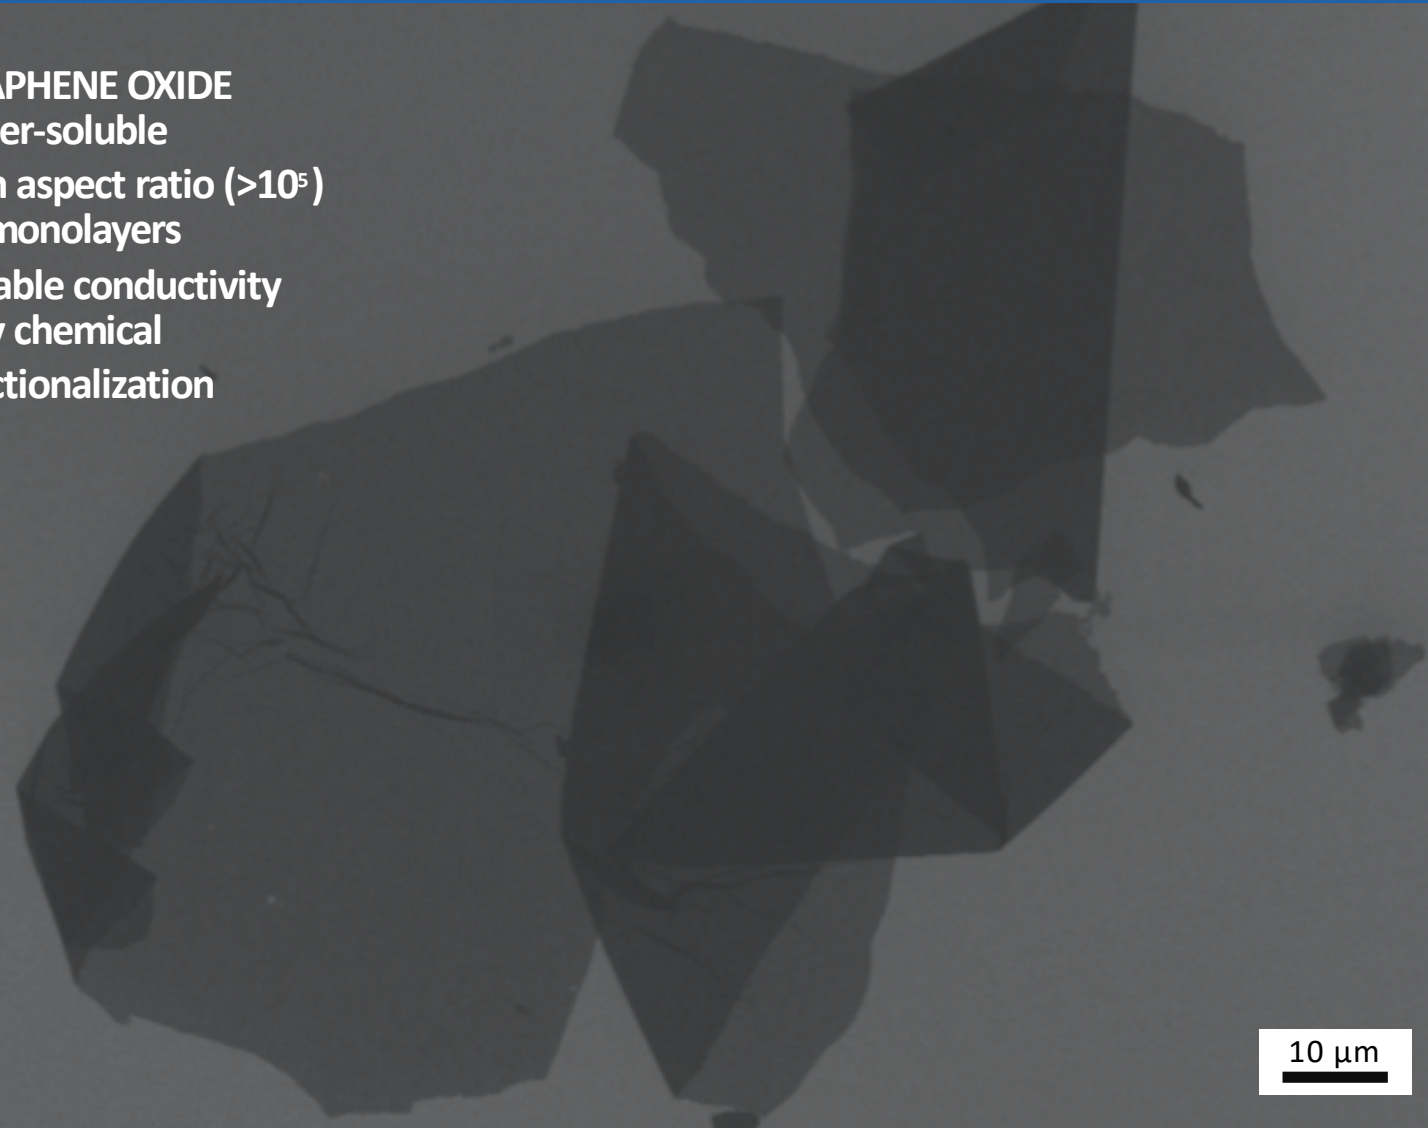 APHENE OXIDE
er-soluble
h aspect ratio (>10⁵)
monolayers
able conductivity
y chemical
ctionalization
10 µm